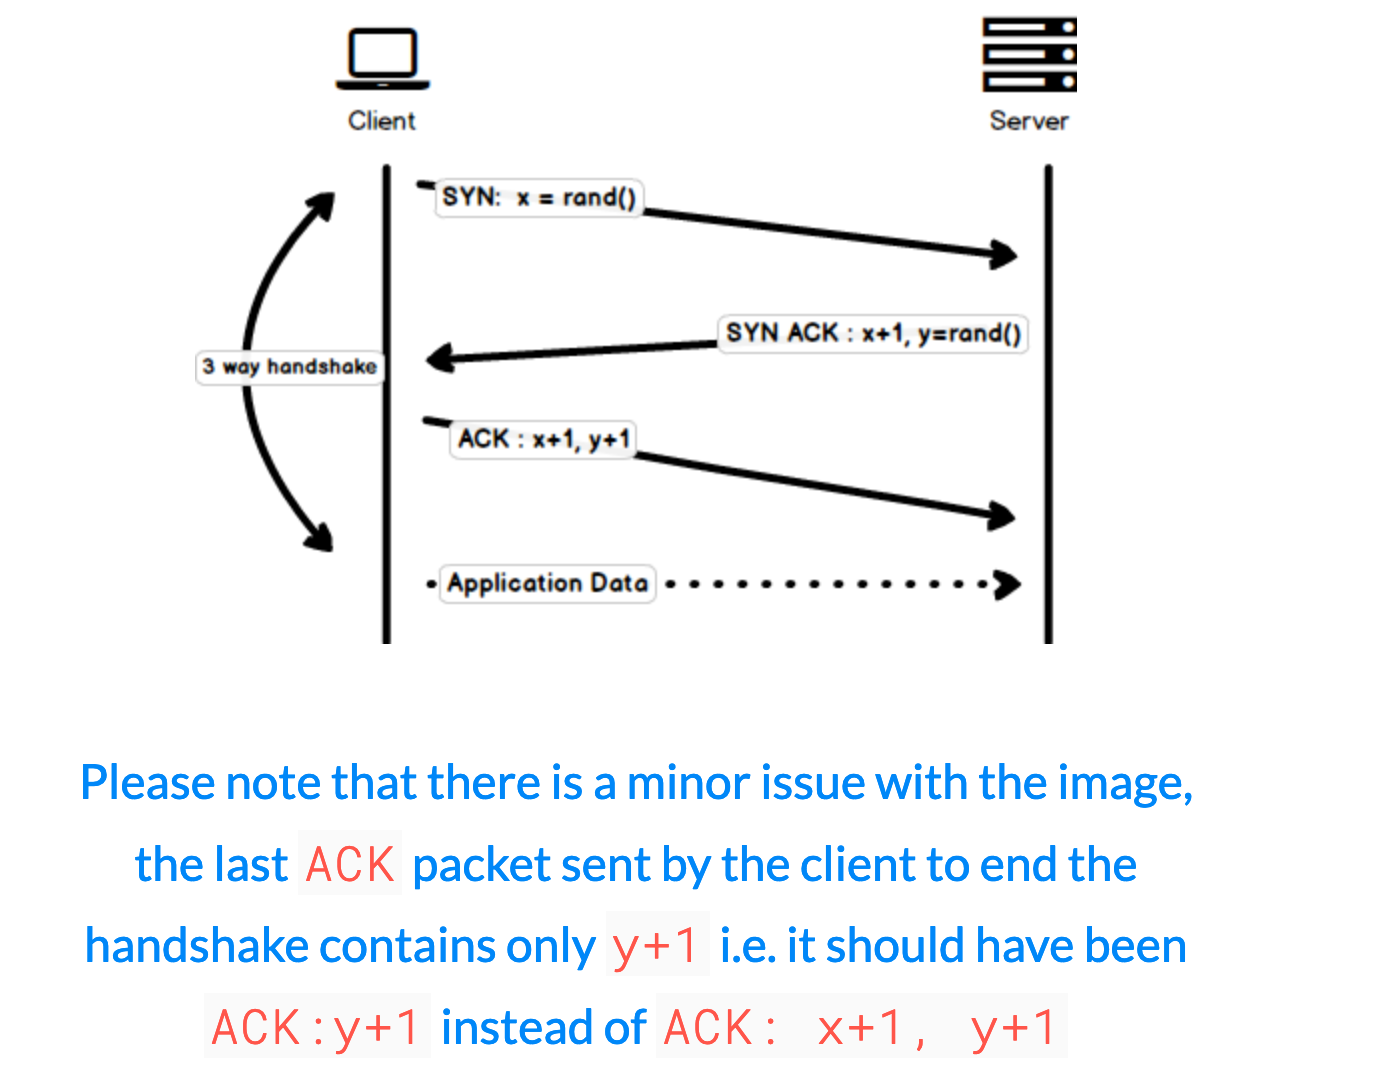 Client
Server
SYN:  x = rand()
SYN ACK : x+1, y=rand()
3 way handshake
ACK : x+1, y+1
Application Data
Please note that there is a minor issue with the image,
the last ACK packet sent by the client to end the
handshake contains only y+1 i.e. it should have been
ACK:y+1 instead of ACK: x+1, y+1